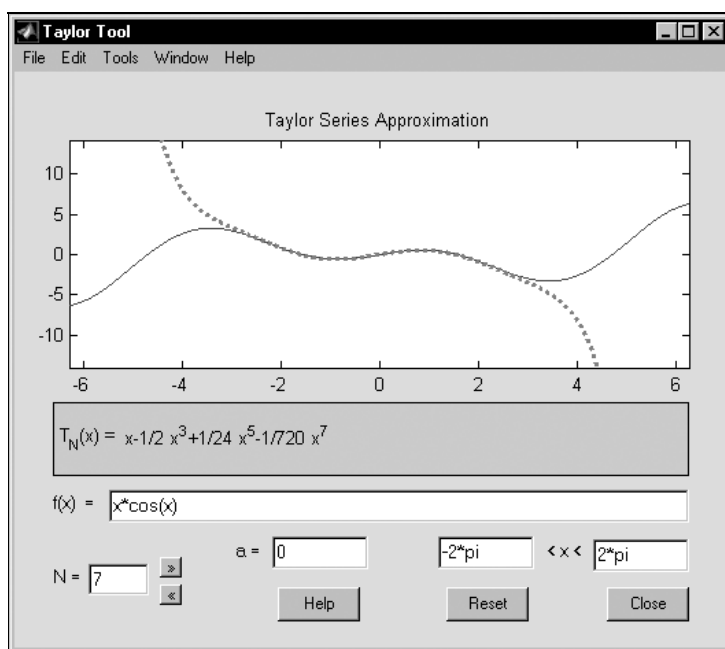 Taylor Tool
File Edit Tools Window Help
Taylor Series Approximation
10
5
0
-5
-10
-6 -4 -2 0 2 4 6
T_N(x) = x-1/2 x^3+1/24 x^5-1/720 x^7
f(x) = x*cos(x)
N = 7 » «
a = 0
-2*pi < x < 2*pi
Help Reset Close